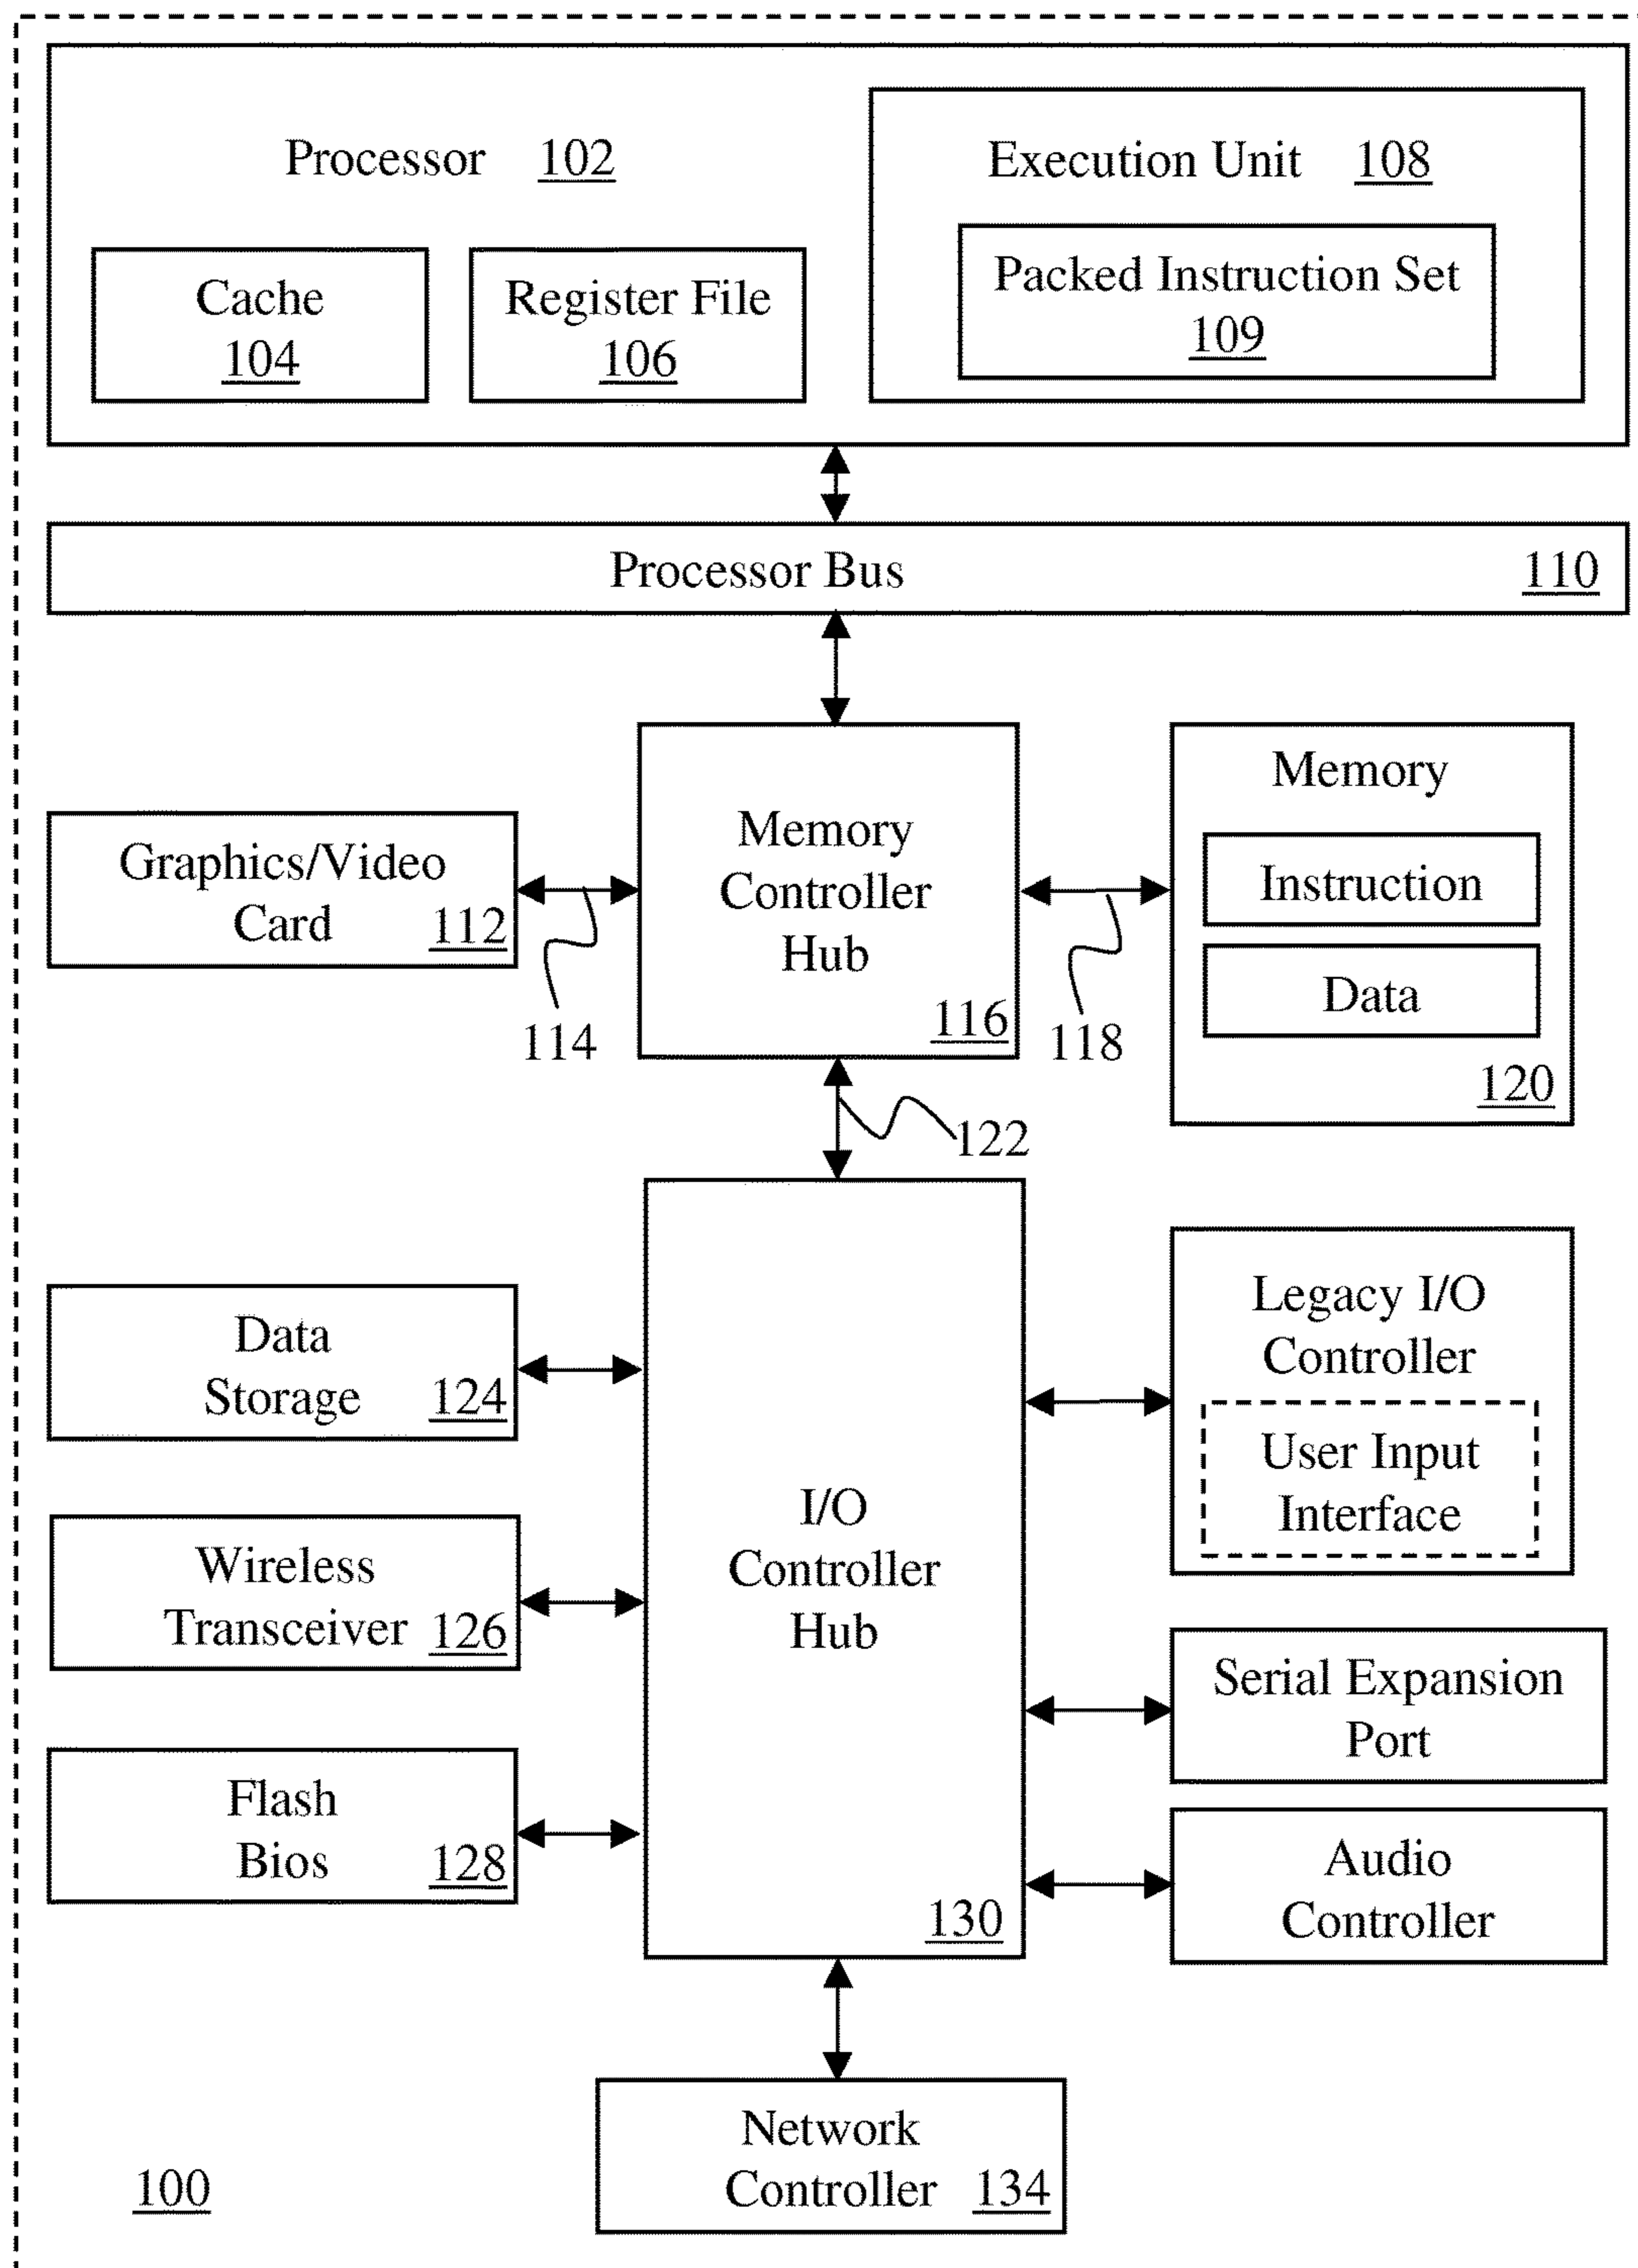 Processor 102
Execution Unit 108
Cache
104
Register File
106
Packed Instruction Set
109
Processor Bus 110
Graphics/Video
Card 112
114
Memory
Controller
Hub
116
118
Memory
Instruction
Data
120
122
Data
Storage 124
Wireless
Transceiver 126
Flash
Bios 128
I/O
Controller
Hub
130
Legacy I/O
Controller
User Input
Interface
Serial Expansion
Port
Audio
Controller
Network
Controller 134
100